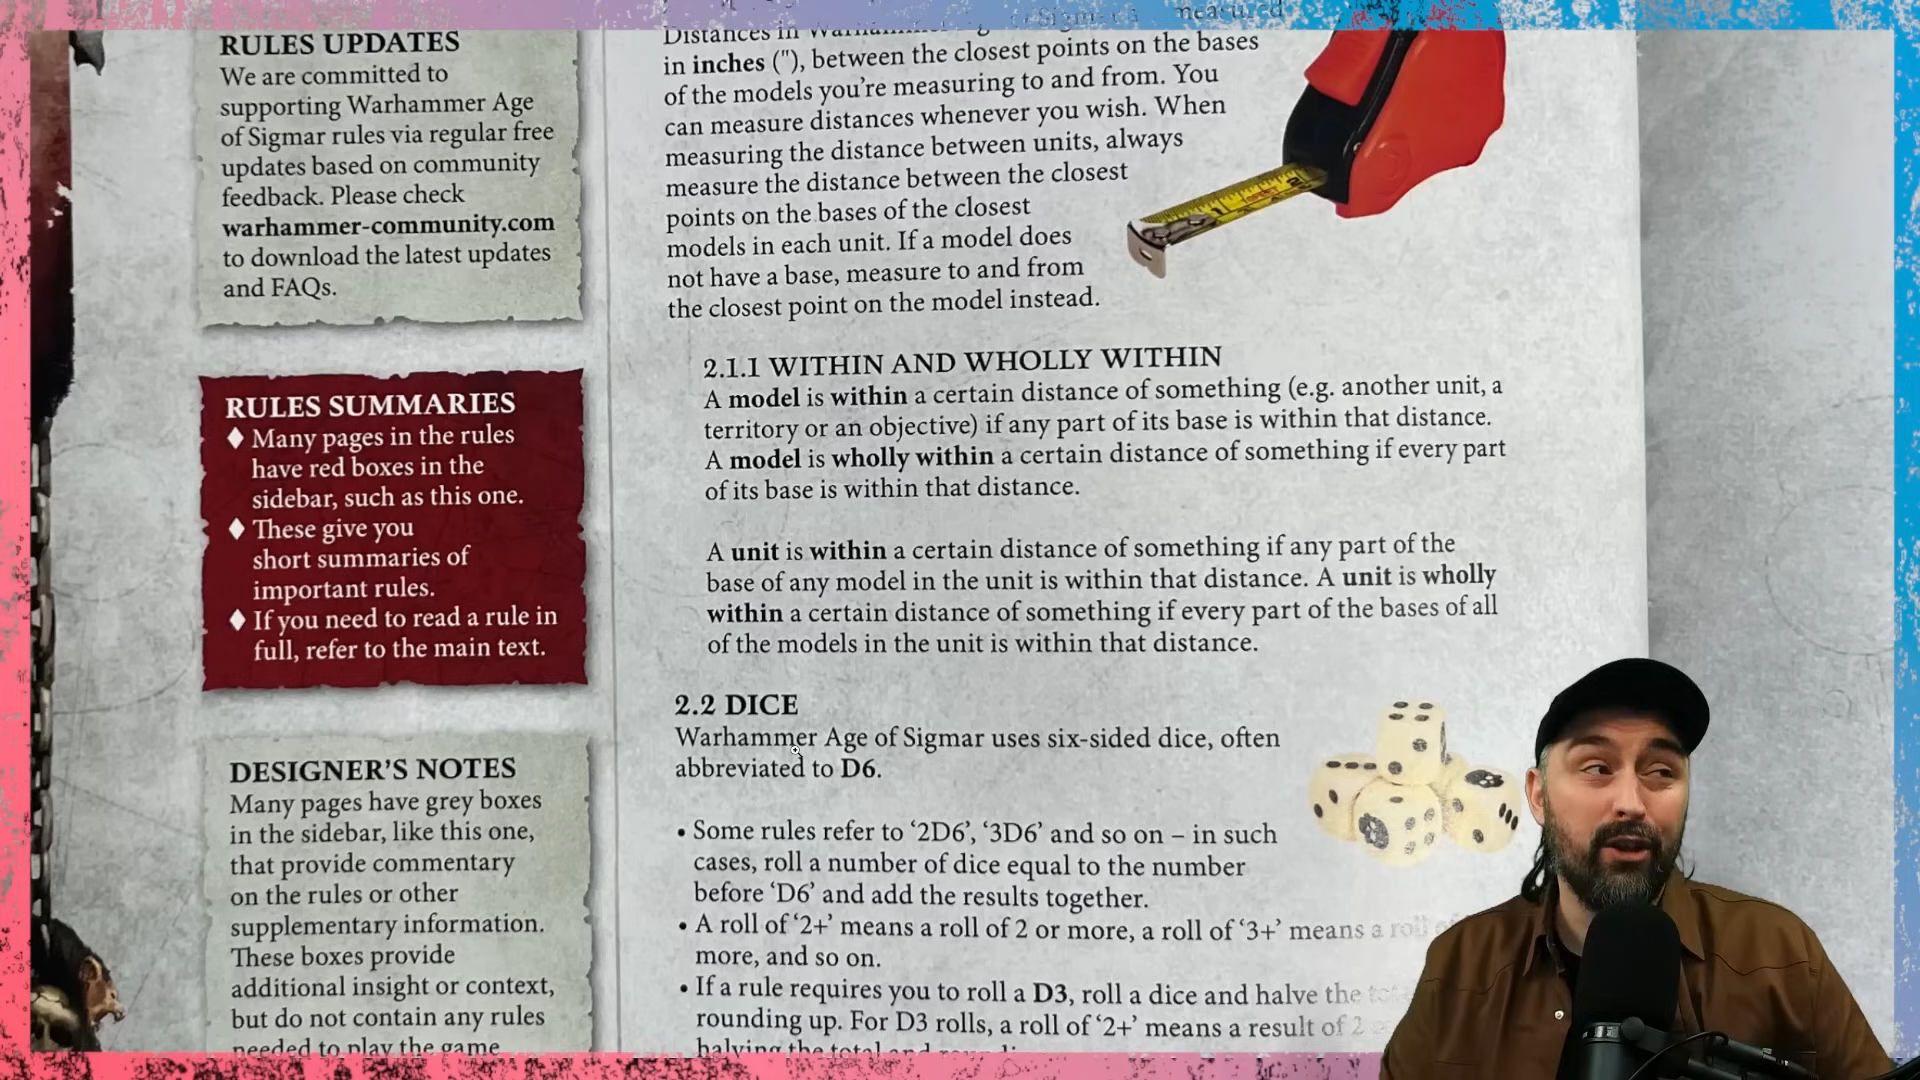 RULES UPDATES
We are committed to
supporting Warhammer Age
of Sigmar rules via regular free
updates based on community
feedback. Please check
warhammer-community.com
to download the latest updates
and FAQs.
RULES SUMMARIES
♦ Many pages in the rules
have red boxes in the
sidebar, such as this one.
♦ These give you
short summaries of
important rules.
♦ If you need to read a rule in
full, refer to the main text.
DESIGNER'S NOTES
Many pages have grey boxes
in the sidebar, like this one,
that provide commentary
on the rules or other
supplementary information.
These boxes provide
additional insight or context,
but do not contain any rules
needed to play the game
measured
Distances in
in inches ("), between the closest points on the bases
of the models you're measuring to and from. You
can measure distances whenever you wish. When
measuring the distance between units, always
measure the distance between the closest
points on the bases of the closest
models in each unit. If a model does
not have a base, measure to and from
the closest point on the model instead.
2.1.1 WITHIN AND WHOLLY WITHIN
A model is within a certain distance of something (e.g. another unit, a
territory or an objective) if any part of its base is within that distance.
A model is wholly within a certain distance of something if every part
of its base is within that distance.
A unit is within a certain distance of something if any part of the
base of any model in the unit is within that distance. A unit is wholly
within a certain distance of something if every part of the bases of all
of the models in the unit is within that distance.
2.2 DICE
Warhammer Age of Sigmar uses six-sided dice, often
abbreviated to D6.
• Some rules refer to '2D6', '3D6' and so on – in such
cases, roll a number of dice equal to the number
before 'D6' and add the results together.
• A roll of '2+' means a roll of 2 or more, a roll of '3+' means a roll
more, and so on.
• If a rule requires you to roll a D3, roll a dice and halve the
rounding up. For D3 rolls, a roll of '2+' means a result of 2
halving the total and